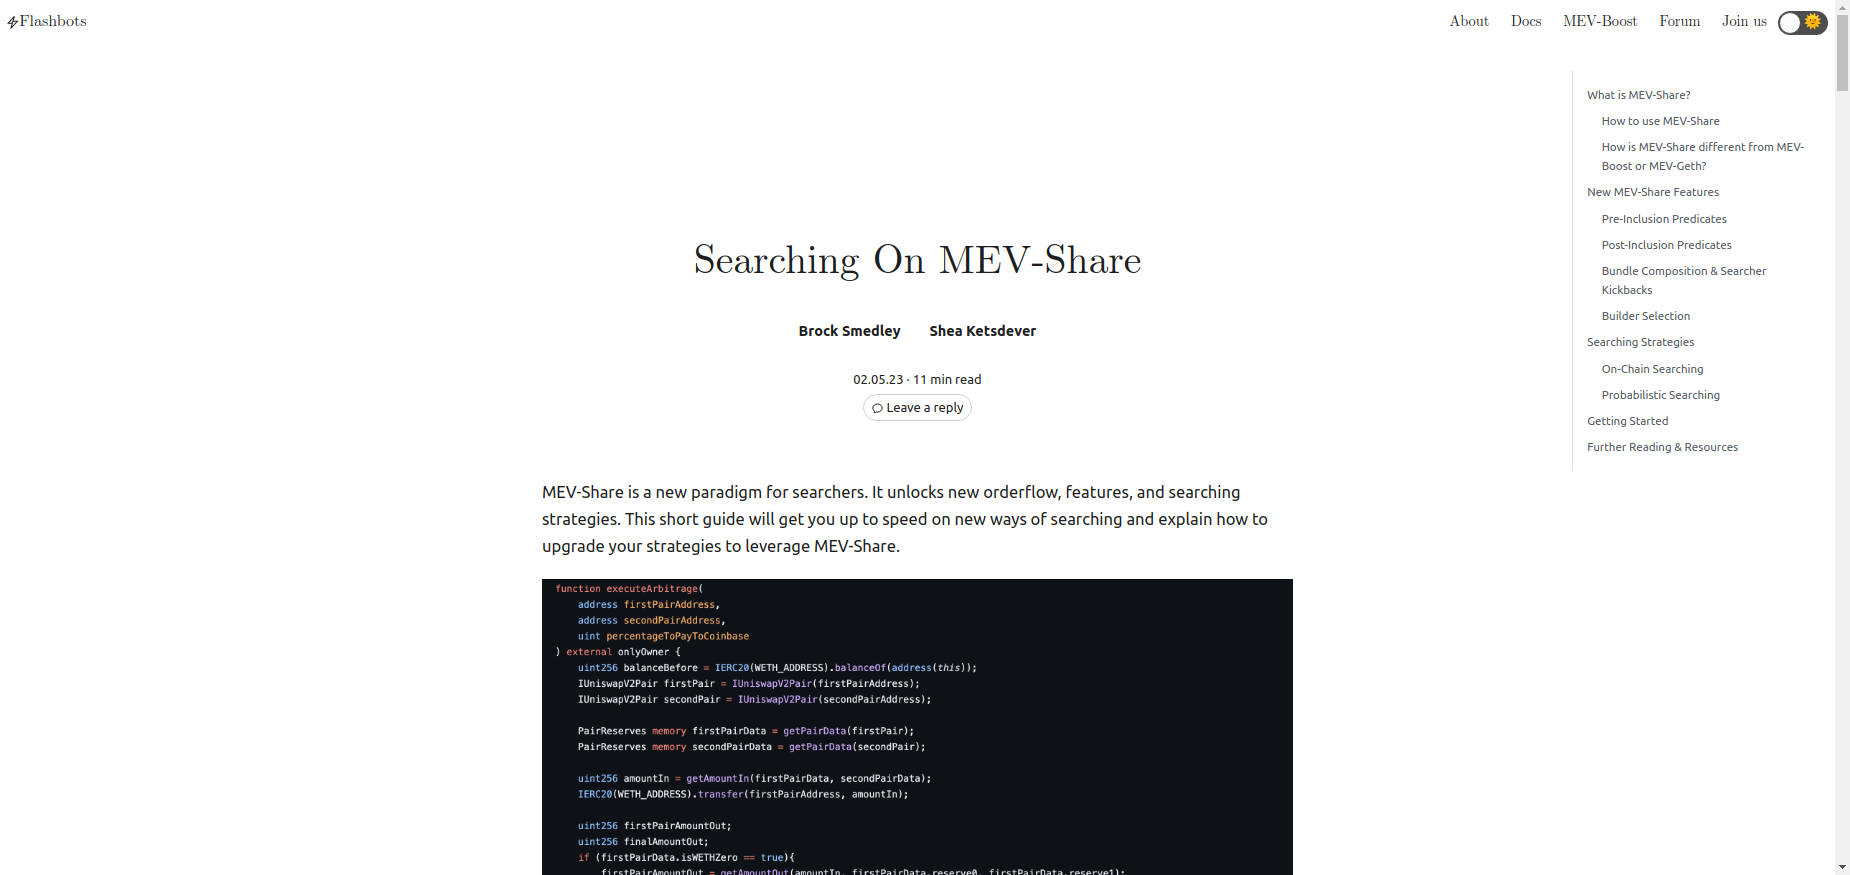 Flashbots
About Docs MEV-Boost Forum Join us
What is MEV-Share?
How to use MEV-Share
How is MEV-Share different from MEV-
Boost or MEV-Geth?
New MEV-Share Features
Pre-Inclusion Predicates
Post-Inclusion Predicates
Bundle Composition & Searcher
Kickbacks
Builder Selection
Searching Strategies
On-Chain Searching
Probabilistic Searching
Getting Started
Further Reading & Resources
Searching On MEV-Share
Brock Smedley Shea Ketsdever
02.05.23 · 11 min read
Leave a reply
MEV-Share is a new paradigm for searchers. It unlocks new orderflow, features, and searching
strategies. This short guide will get you up to speed on new ways of searching and explain how to
upgrade your strategies to leverage MEV-Share.
function executeArbitrage(
address firstPairAddress,
address secondPairAddress,
uint percentageToPayToCoinbase
) external onlyOwner {
uint256 balanceBefore = IERC20(WETH_ADDRESS).balanceOf(address(this));
IUniswapV2Pair firstPair = IUniswapV2Pair(firstPairAddress);
IUniswapV2Pair secondPair = IUniswapV2Pair(secondPairAddress);
PairReserves memory firstPairData = getPairData(firstPair);
PairReserves memory secondPairData = getPairData(secondPair);
uint256 amountIn = getAmountIn(firstPairData, secondPairData);
IERC20(WETH_ADDRESS).transfer(firstPairAddress, amountIn);
uint256 firstPairAmountOut;
uint256 finalAmountOut;
if (firstPairData.isWETHZero == true){
firstPairAmountOut = getAmountOut(amountIn, firstPairData.reserve0, firstPairData.reserve1);